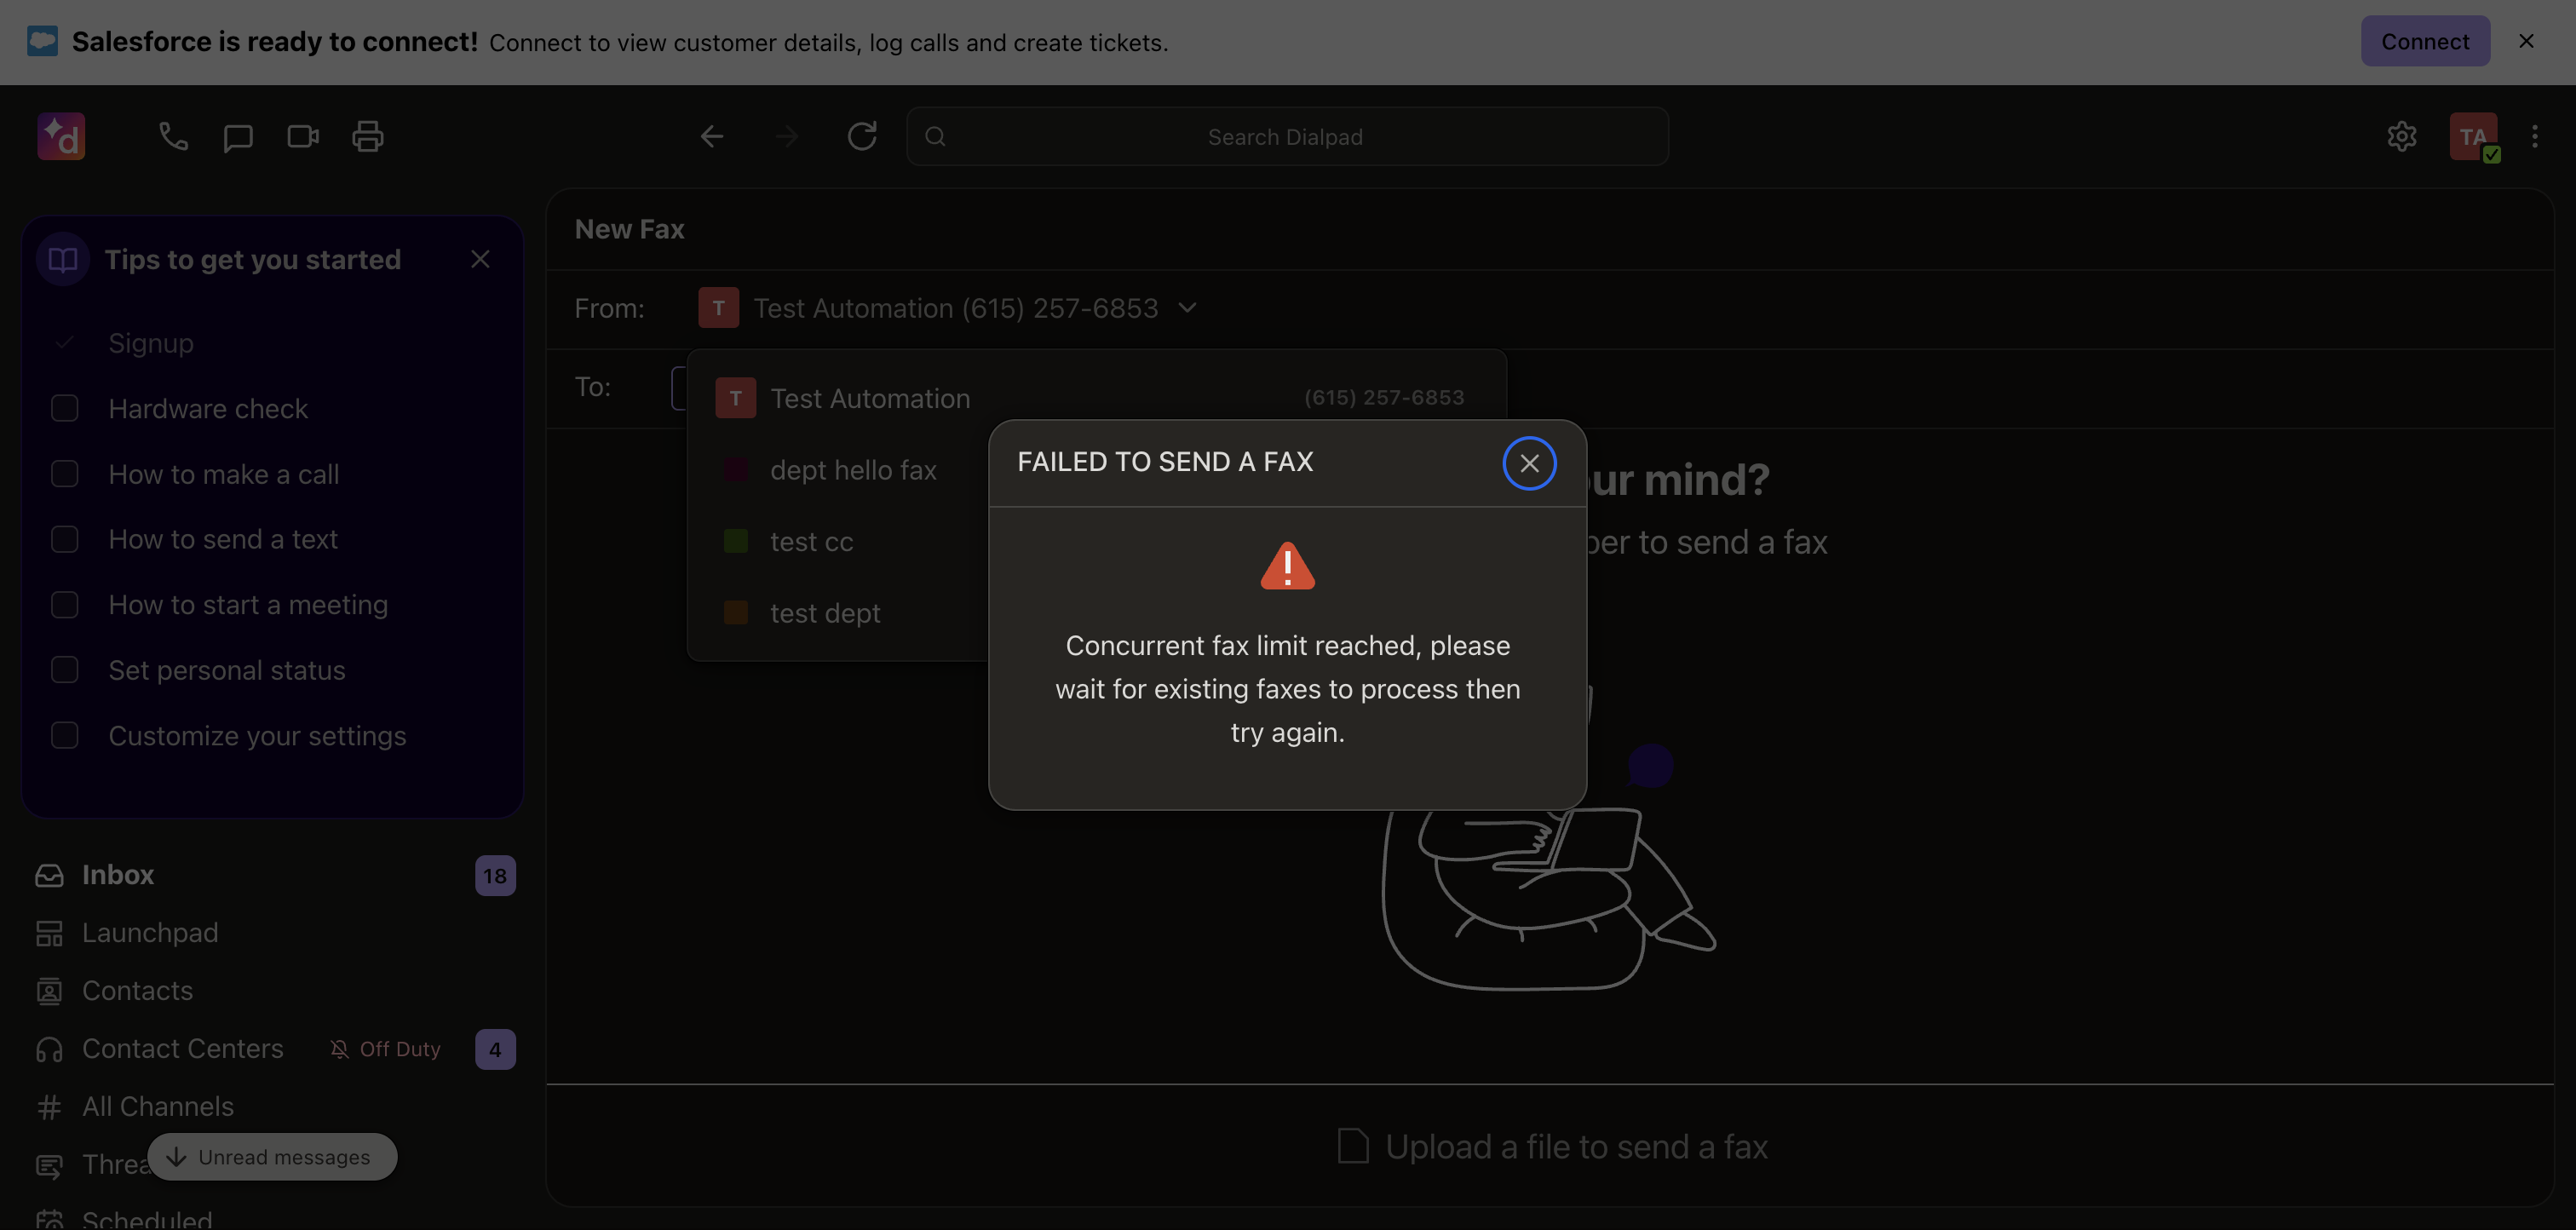 Salesforce is ready to connect! Connect to view customer details, log calls and create tickets.
Connect
d
Search Dialpad
TA
Tips to get you started
Signup
Hardware check
How to make a call
How to send a text
How to start a meeting
Set personal status
Customize your settings
Inbox 18
Launchpad
Contacts
Contact Centers Off Duty 4
All Channels
Threa
Unread messages
Scheduled
New Fax
From: T Test Automation (615) 257-6853
To:
T Test Automation (615) 257-6853
dept hello fax
test cc
test dept
FAILED TO SEND A FAX
Concurrent fax limit reached, please
wait for existing faxes to process then
try again.
ur mind?
ber to send a fax
Upload a file to send a fax